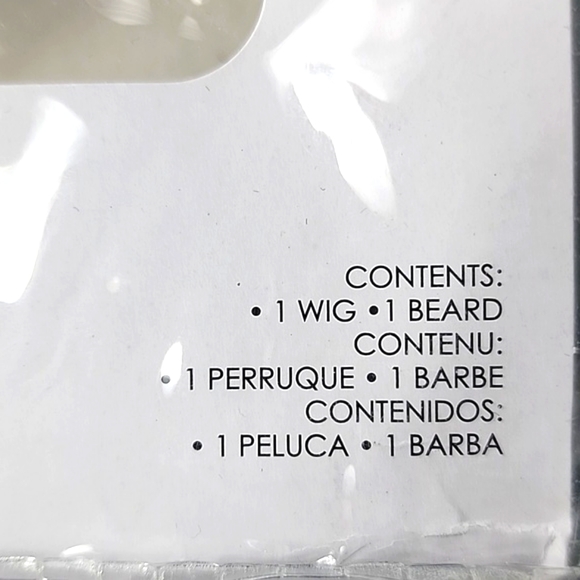 CONTENTS:
• 1 WIG •1 BEARD
CONTENU:
• 1 PERRUQUE • 1 BARBE
CONTENIDOS:
• 1 PELUCA • 1 BARBA